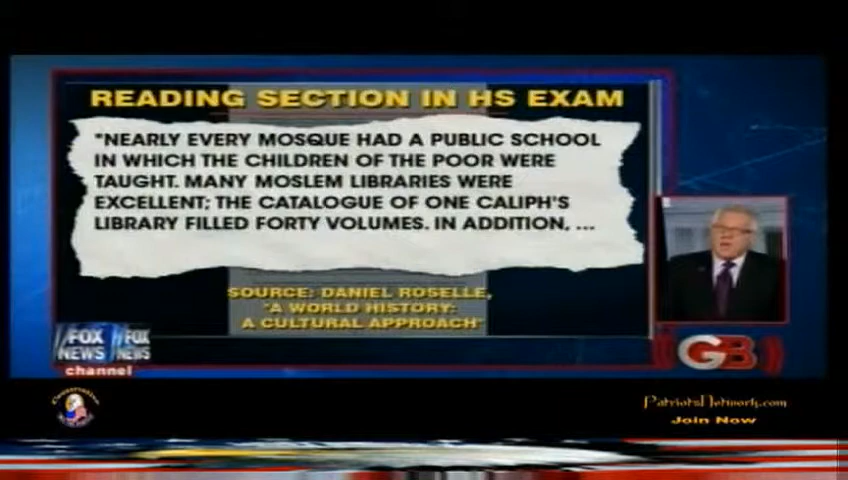 READING SECTION IN HS EXAM
"NEARLY EVERY MOSQUE HAD A PUBLIC SCHOOL
IN WHICH THE CHILDREN OF THE POOR WERE
TAUGHT. MANY MOSLEM LIBRARIES WERE
EXCELLENT; THE CATALOGUE OF ONE CALIPH'S
LIBRARY FILLED FORTY VOLUMES. IN ADDITION, ...
SOURCE: DANIEL ROSELLE,
"A WORLD HISTORY:
A CULTURAL APPROACH"
FOX NEWS FOX NEWS
channel
GB
PatriotsNetwork.com
Join Now